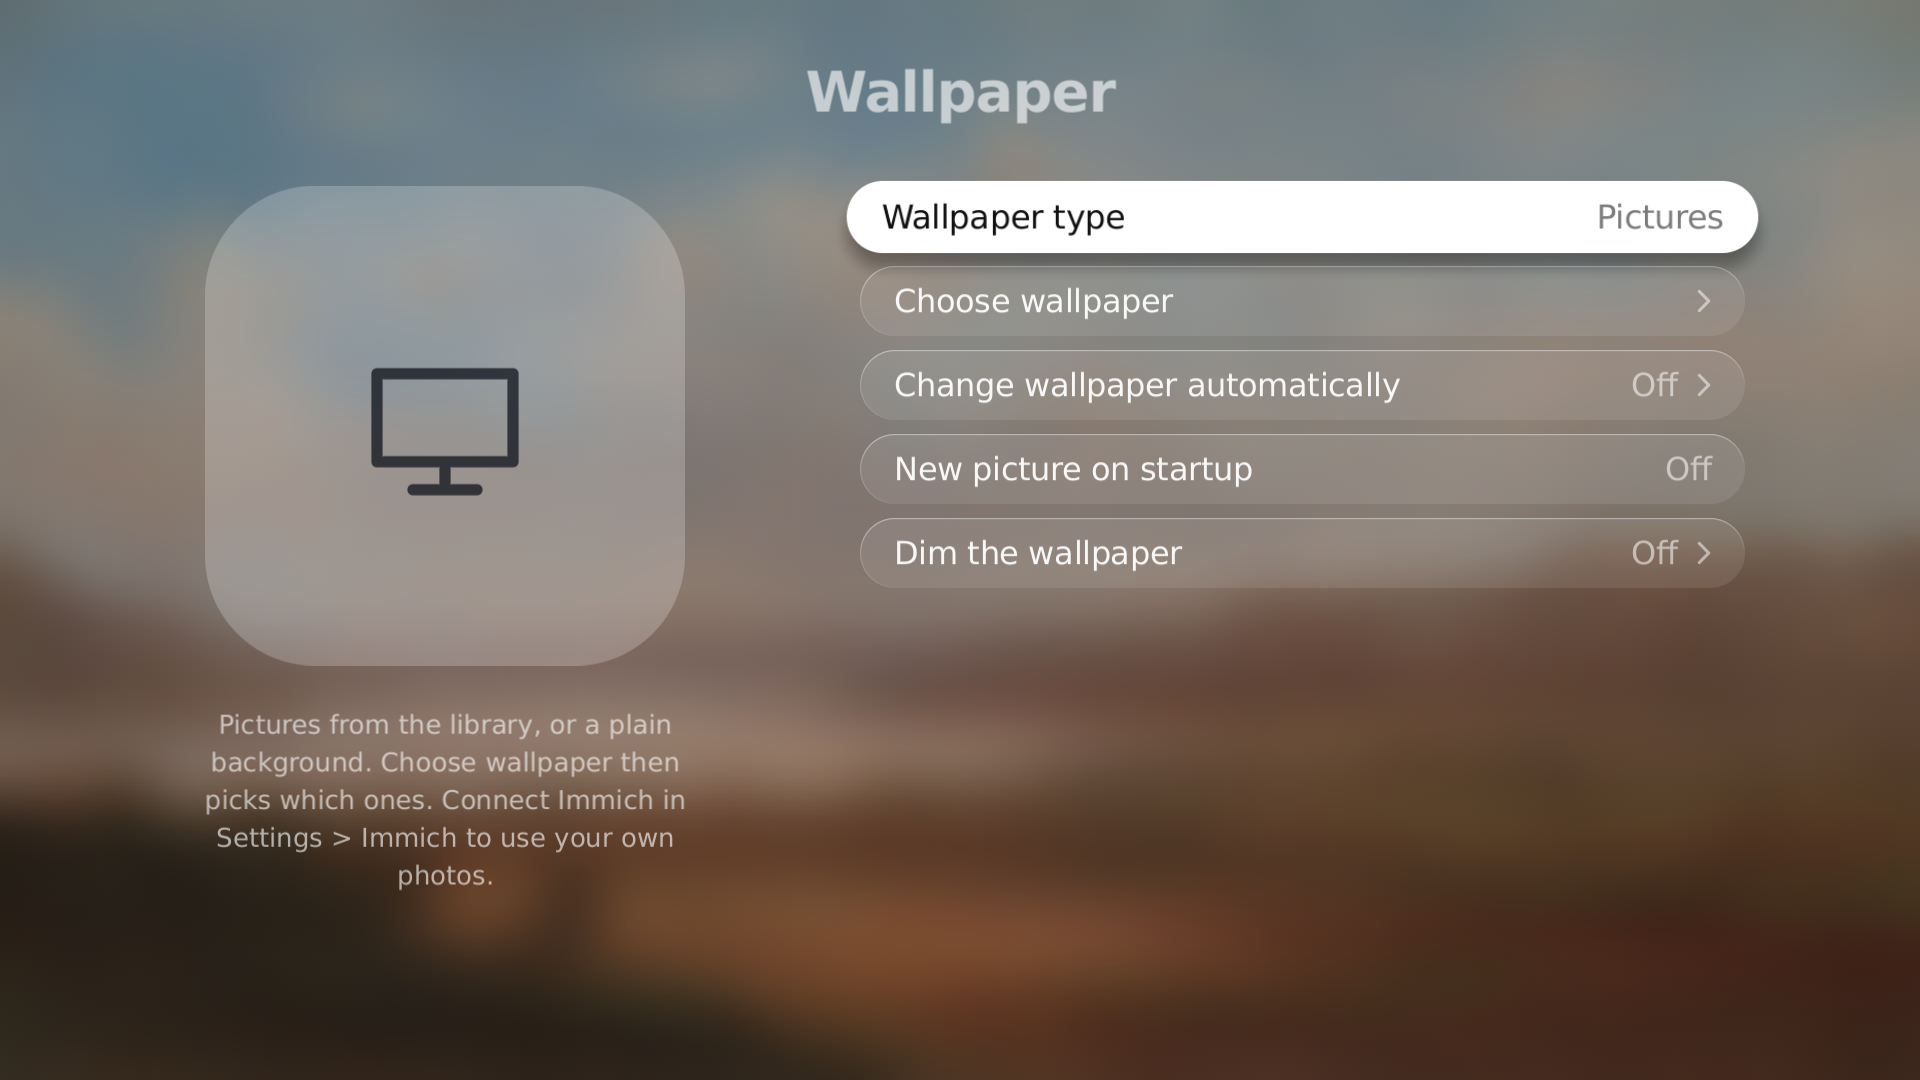 Wallpaper
Wallpaper type Pictures
Choose wallpaper
Change wallpaper automatically Off
New picture on startup Off
Dim the wallpaper Off
Pictures from the library, or a plain
background. Choose wallpaper then
picks which ones. Connect Immich in
Settings > Immich to use your own
photos.